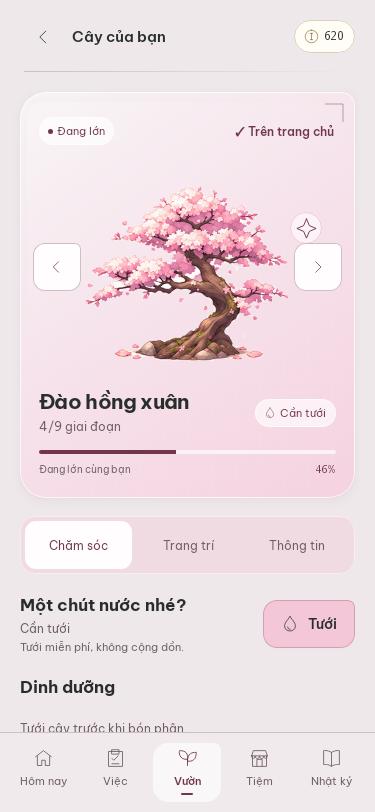 Cây của bạn
620
Đang lớn
✓ Trên trang chủ
Đào hồng xuân
4/9 giai đoạn
Cần tưới
Đang lớn cùng bạn
46%
Chăm sóc
Trang trí
Thông tin
Một chút nước nhé?
Cần tưới
Tưới miễn phí, không cộng dồn.
Tưới
Dinh dưỡng
Tưới cây trước khi bón phân
Hôm nay
Việc
Vườn
Tiệm
Nhật ký